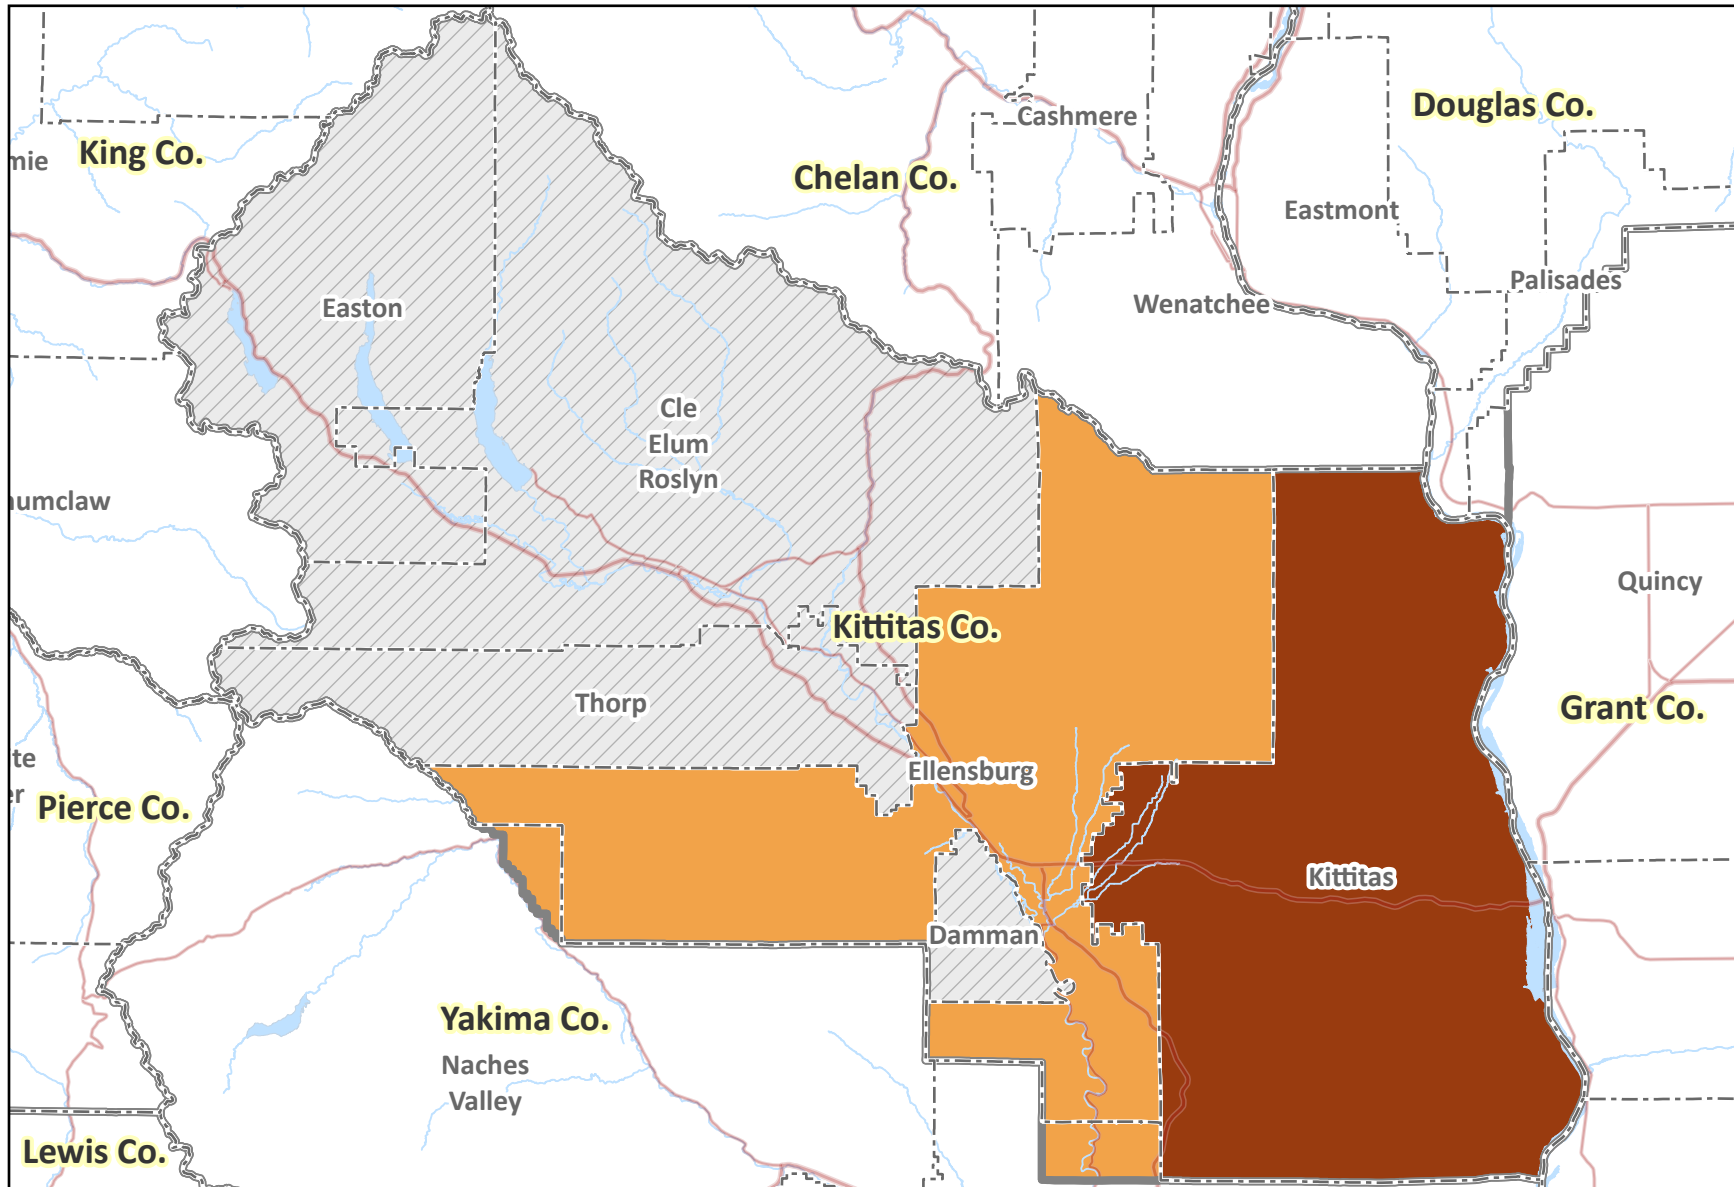 Douglas Co.
Cashmere
King Co.
mie
Chelan Co.
Eastmont
Palisades
Wenatchee
Easton
Cle
Elum
Roslyn
umclaw
Quincy
Kittitas Co.
Thorp
Grant Co.
te
er
Ellensburg
Pierce Co.
Kittitas
Damman
Yakima Co.
Naches
Valley
Lewis Co.